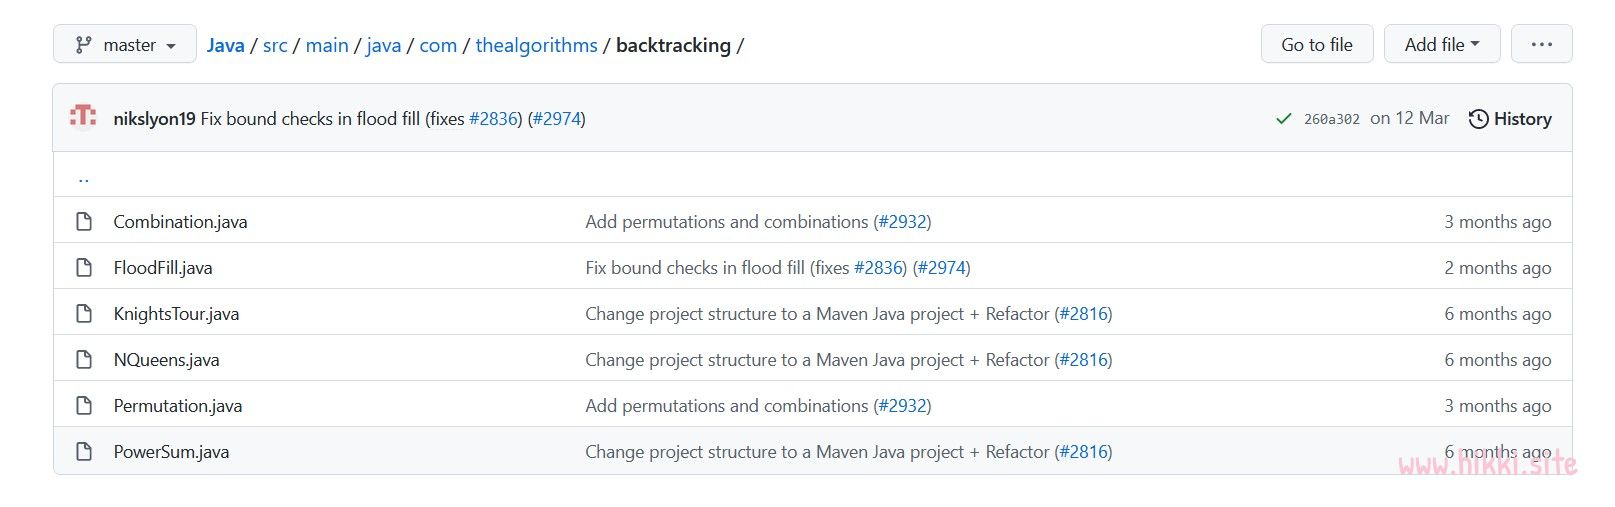 master Java / src / main / java / com / thealgorithms / backtracking / Go to file Add file ...
nikslyon19 Fix bound checks in flood fill (fixes #2836) (#2974) 260a302 on 12 Mar History
..
Combination.java Add permutations and combinations (#2932) 3 months ago
FloodFill.java Fix bound checks in flood fill (fixes #2836) (#2974) 2 months ago
KnightsTour.java Change project structure to a Maven Java project + Refactor (#2816) 6 months ago
NQueens.java Change project structure to a Maven Java project + Refactor (#2816) 6 months ago
Permutation.java Add permutations and combinations (#2932) 3 months ago
PowerSum.java Change project structure to a Maven Java project + Refactor (#2816) 6 months ago
www.hikki.site